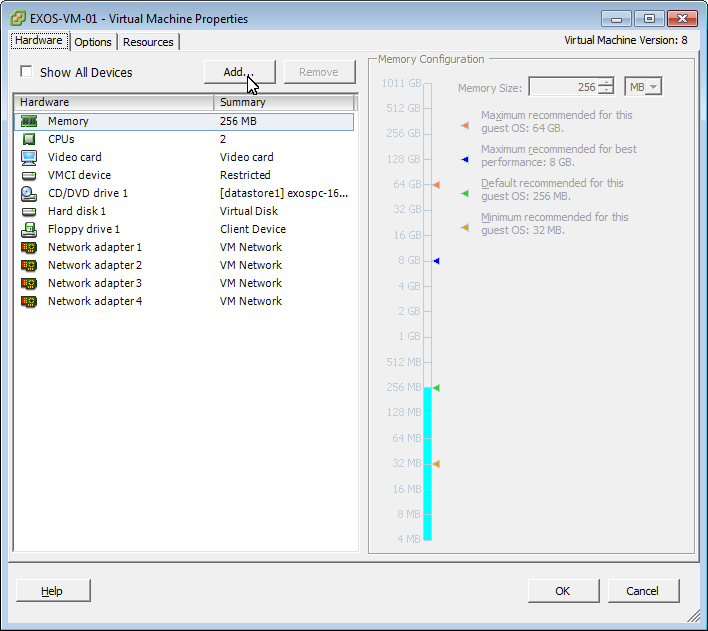 EXOS-VM-01 - Virtual Machine Properties
Hardware Options Resources
Virtual Machine Version: 8
Show All Devices
Add...
Remove
Hardware Summary
Memory 256 MB
CPUs 2
Video card Video card
VMCI device Restricted
CD/DVD drive 1 [datastore1] exospc-16...
Hard disk 1 Virtual Disk
Floppy drive 1 Client Device
Network adapter 1 VM Network
Network adapter 2 VM Network
Network adapter 3 VM Network
Network adapter 4 VM Network
Memory Configuration
1011 GB
512 GB
256 GB
128 GB
64 GB
32 GB
16 GB
8 GB
4 GB
2 GB
1 GB
512 MB
256 MB
128 MB
64 MB
32 MB
16 MB
8 MB
4 MB
Memory Size: 256 MB
Maximum recommended for this
guest OS: 64 GB.
Maximum recommended for best
performance: 8 GB.
Default recommended for this
guest OS: 256 MB.
Minimum recommended for this
guest OS: 32 MB.
Help
OK
Cancel